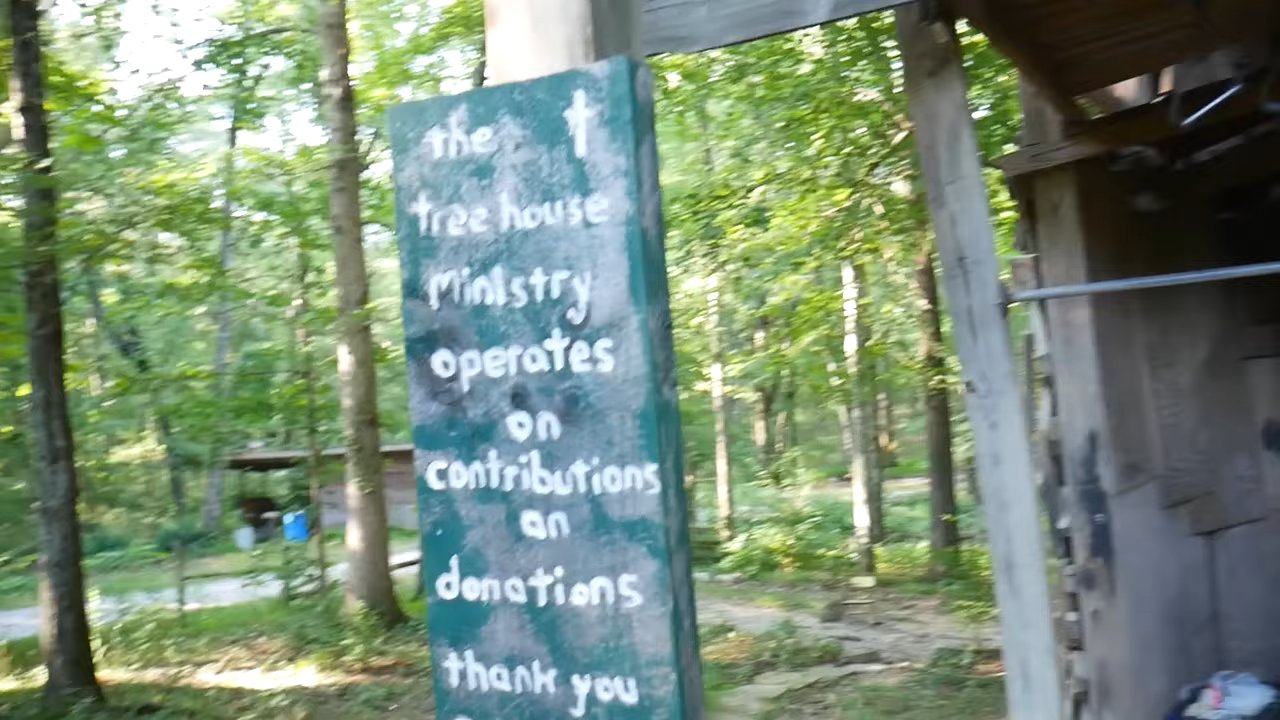 the
tree house
Ministry
operates
on
contributions
an
donations
thank you